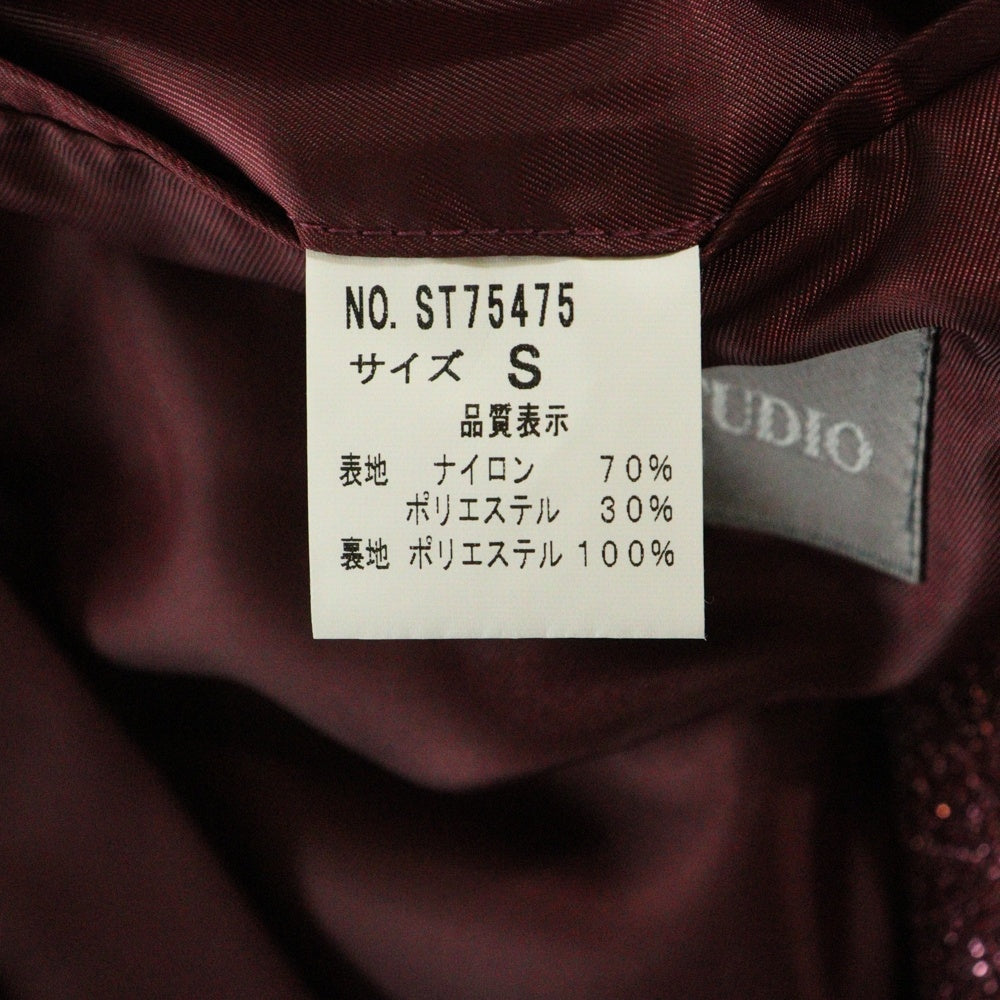 NO. ST75475
サイズ S
品質表示
表地 ナイロン 70%
ポリエステル 30%
裏地 ポリエステル 100%
TUDIO